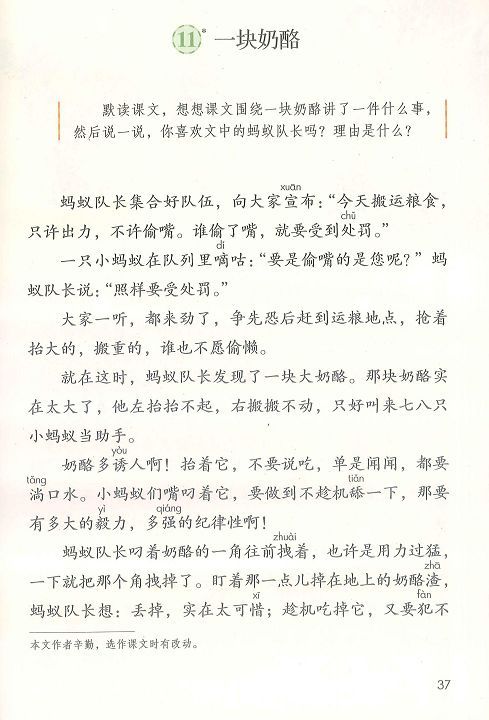 11* 一块奶酪
默读课文，想想课文围绕一块奶酪讲了一件什么事，
然后说一说，你喜欢文中的蚂蚁队长吗？理由是什么？
xuān
蚂蚁队长集合好队伍，向大家宣布：“今天搬运粮食，
chǔ
只许出力，不许偷嘴。谁偷了嘴，就要受到处罚。”
dí
一只小蚂蚁在队列里嘀咕：“要是偷嘴的是您呢？”蚂
蚁队长说：“照样要受处罚。”
大家一听，都来劲了，争先恐后赶到运粮地点，抢着
抬大的，搬重的，谁也不愿偷懒。
就在这时，蚂蚁队长发现了一块大奶酪。那块奶酪实
在太大了，他左抬抬不起，右搬搬不动，只好叫来七八只
小蚂蚁当助手。
yòu
奶酪多诱人啊！抬着它，不要说吃，单是闻闻，都要
tǎng tiǎn
淌口水。小蚂蚁们嘴叼着它，要做到不趁机舔一下，那要
yì qiáng
有多大的毅力，多强的纪律性啊！
zhuài
蚂蚁队长叼着奶酪的一角往前拽着，也许是用力过猛，
zhā
一下就把那个角拽掉了。盯着那一点儿掉在地上的奶酪渣，
xī fàn
蚂蚁队长想：丢掉，实在太可惜；趁机吃掉它，又要犯不
本文作者辛勤，选作课文时有改动。
37